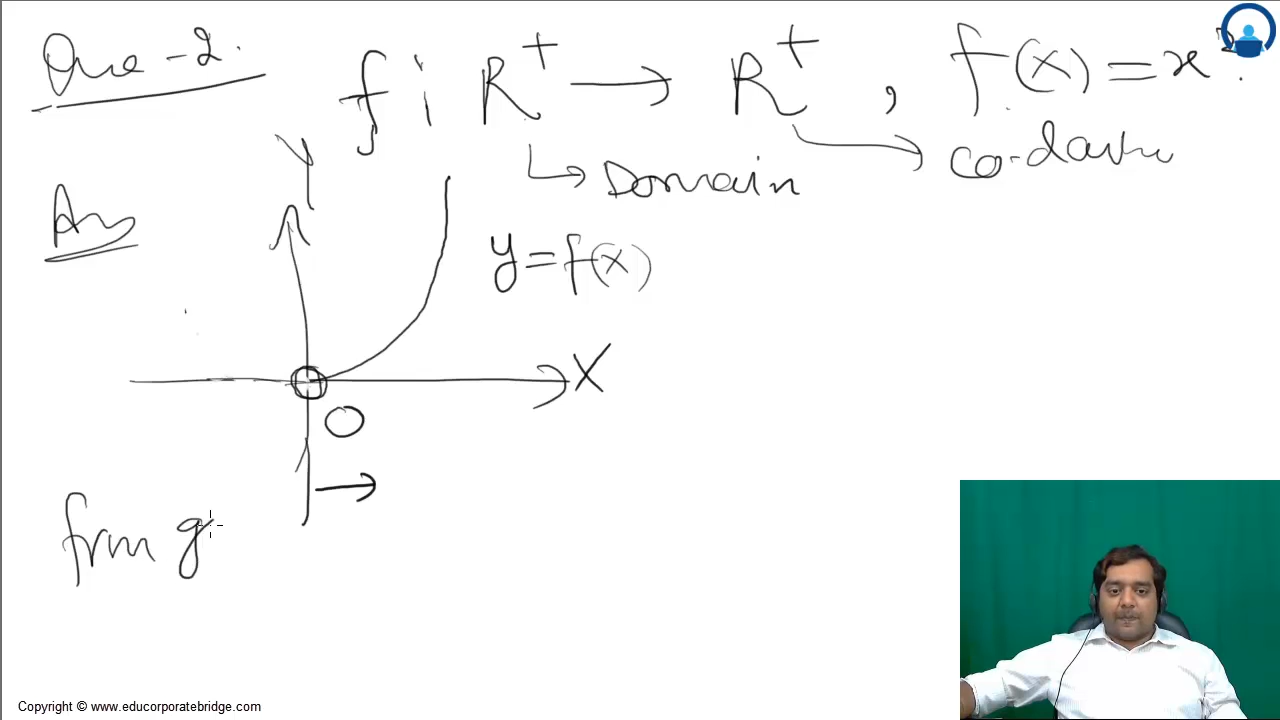 Que-2. f: R⁺ → R⁺, f(x) = x².
→ Domain → co-domain
Ans
Y
y = f(x)
X
O
→
from g
Copyright © www.educorporatebridge.com